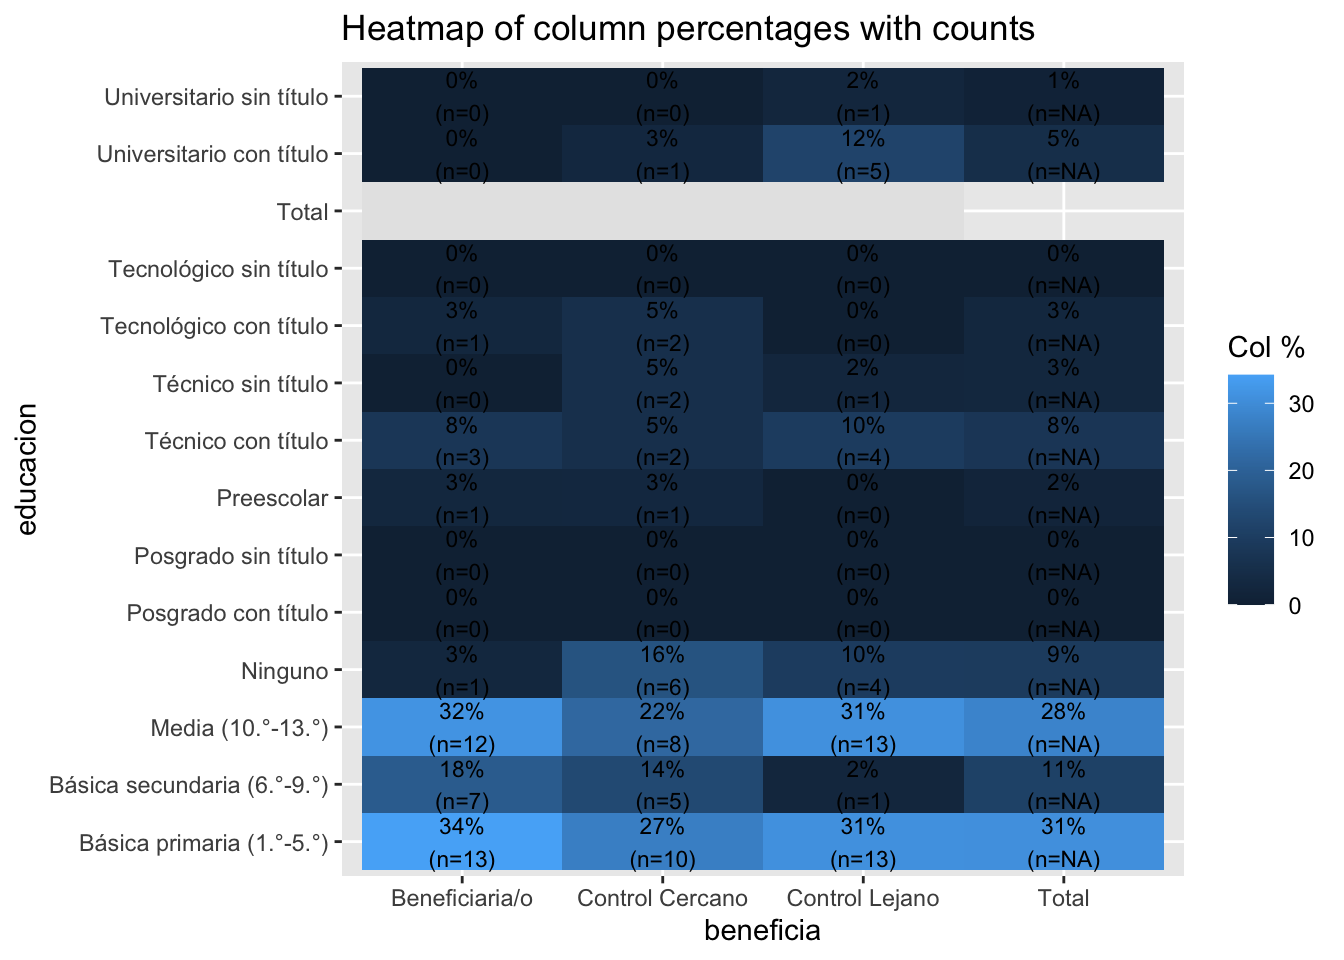 Heatmap of column percentages with counts
educacion
Universitario sin título
0% 0% 2% 1%
(n=0) (n=0) (n=1) (n=NA)
Universitario con título
0% 3% 12% 5%
(n=0) (n=1) (n=5) (n=NA)
Total
Tecnológico sin título
0% 0% 0% 0%
(n=0) (n=0) (n=0) (n=NA)
Tecnológico con título
3% 5% 0% 3%
(n=1) (n=2) (n=0) (n=NA)
Técnico sin título
0% 5% 2% 3%
(n=0) (n=2) (n=1) (n=NA)
Técnico con título
8% 5% 10% 8%
(n=3) (n=2) (n=4) (n=NA)
Preescolar
3% 3% 0% 2%
(n=1) (n=1) (n=0) (n=NA)
Posgrado sin título
0% 0% 0% 0%
(n=0) (n=0) (n=0) (n=NA)
Posgrado con título
0% 0% 0% 0%
(n=0) (n=0) (n=0) (n=NA)
Ninguno
3% 16% 10% 9%
(n=1) (n=6) (n=4) (n=NA)
Media (10.°-13.°)
32% 22% 31% 28%
(n=12) (n=8) (n=13) (n=NA)
Básica secundaria (6.°-9.°)
18% 14% 2% 11%
(n=7) (n=5) (n=1) (n=NA)
Básica primaria (1.°-5.°)
34% 27% 31% 31%
(n=13) (n=10) (n=13) (n=NA)
Beneficiaria/o Control Cercano Control Lejano Total
beneficia
Col %
30
20
10
0